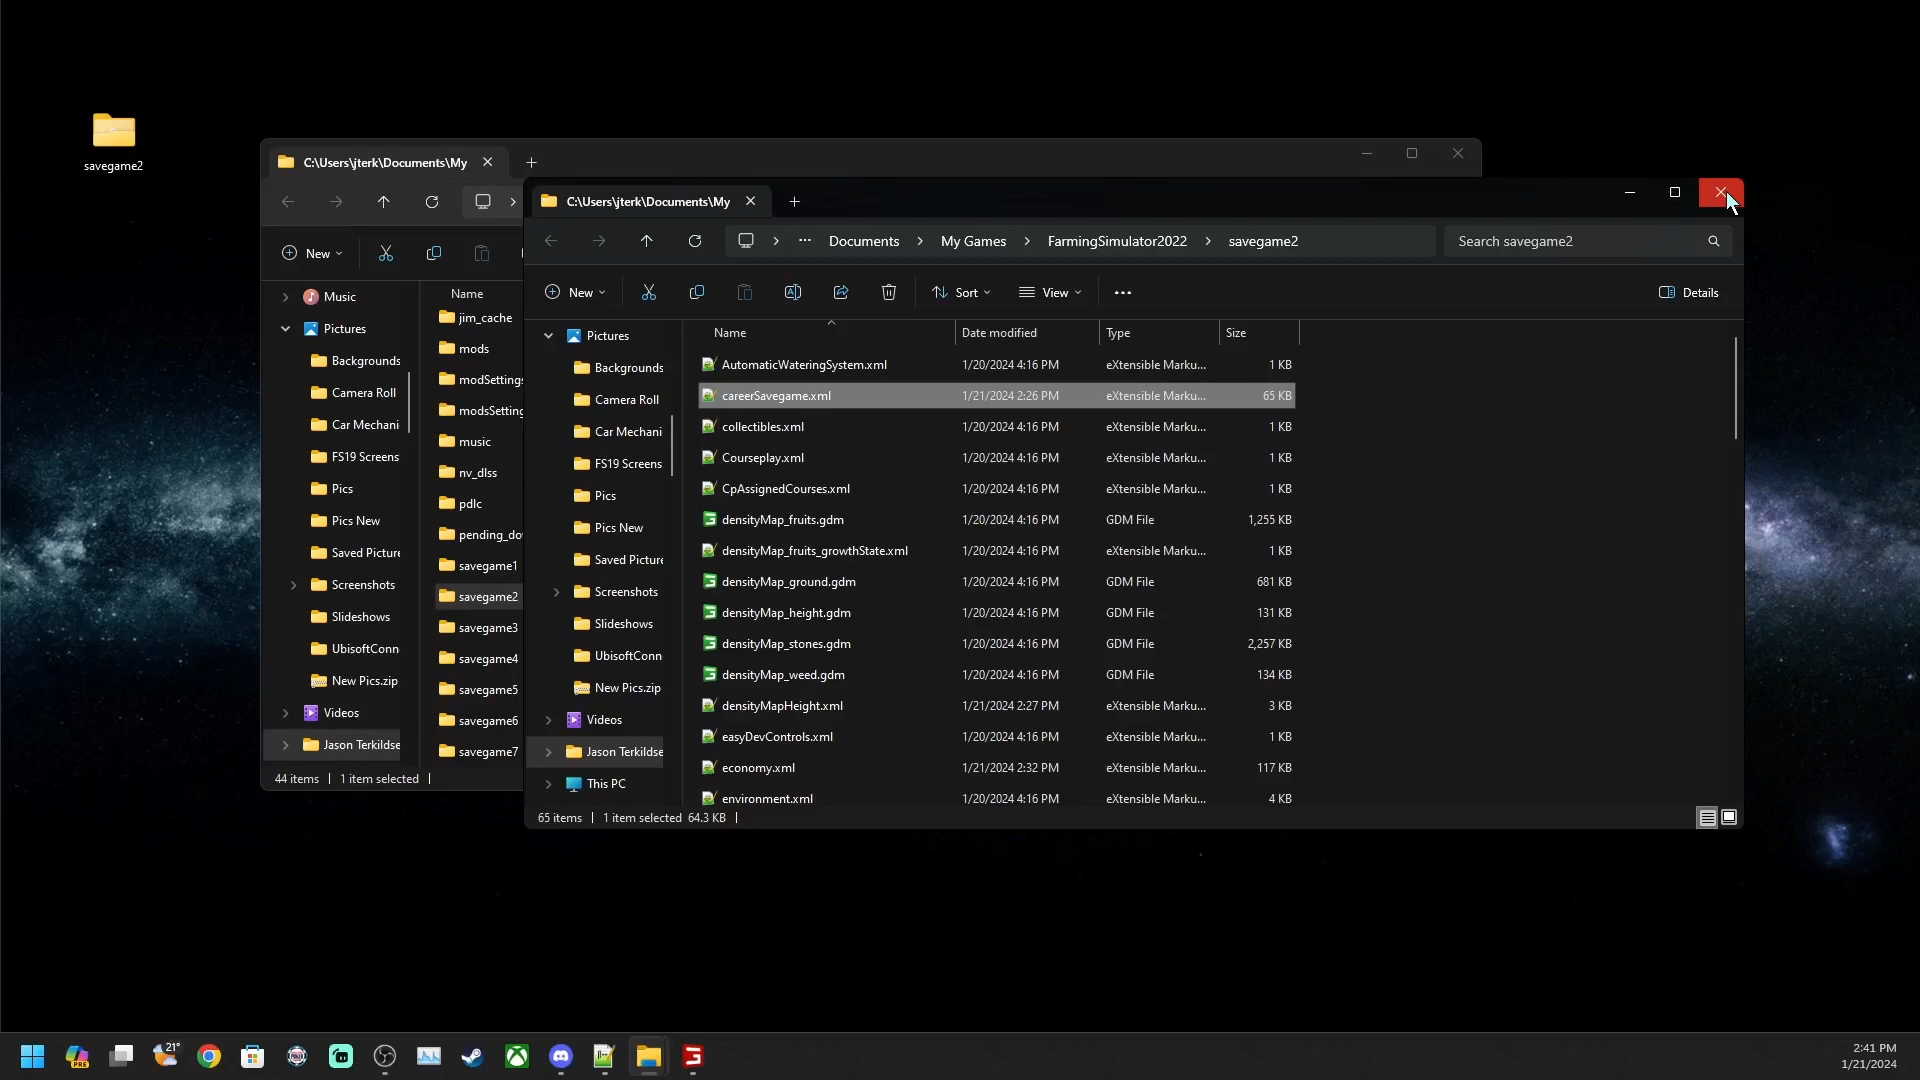 savegame2
C:\Users\jterk\Documents\My
New
Music
Pictures
Backgrounds
Camera Roll
Car Mechani
FS19 Screens
Pics
Pics New
Saved Picture
Screenshots
Slideshows
UbisoftConn
New Pics.zip
Videos
Jason Terkildse
Name
jim_cache
mods
modSettings
modsSetting
music
nv_dlss
pdlc
pending_do
savegame1
savegame2
savegame3
savegame4
savegame5
savegame6
savegame7
44 items
1 item selected
C:\Users\jterk\Documents\My
Documents > My Games > FarmingSimulator2022 > savegame2
Search savegame2
New
Sort
View
Details
Pictures
Backgrounds
Camera Roll
Car Mechani
FS19 Screens
Pics
Pics New
Saved Picture
Screenshots
Slideshows
UbisoftConn
New Pics.zip
Videos
Jason Terkildse
This PC
Name Date modified Type Size
AutomaticWateringSystem.xml 1/20/2024 4:16 PM eXtensible Marku... 1 KB
careerSavegame.xml 1/21/2024 2:26 PM eXtensible Marku... 65 KB
collectibles.xml 1/20/2024 4:16 PM eXtensible Marku... 1 KB
Courseplay.xml 1/20/2024 4:16 PM eXtensible Marku... 1 KB
CpAssignedCourses.xml 1/20/2024 4:16 PM eXtensible Marku... 1 KB
densityMap_fruits.gdm 1/20/2024 4:16 PM GDM File 1,255 KB
densityMap_fruits_growthState.xml 1/20/2024 4:16 PM eXtensible Marku... 1 KB
densityMap_ground.gdm 1/20/2024 4:16 PM GDM File 681 KB
densityMap_height.gdm 1/20/2024 4:16 PM GDM File 131 KB
densityMap_stones.gdm 1/20/2024 4:16 PM GDM File 2,257 KB
densityMap_weed.gdm 1/20/2024 4:16 PM GDM File 134 KB
densityMapHeight.xml 1/21/2024 2:27 PM eXtensible Marku... 3 KB
easyDevControls.xml 1/20/2024 4:16 PM eXtensible Marku... 1 KB
economy.xml 1/21/2024 2:32 PM eXtensible Marku... 117 KB
environment.xml 1/20/2024 4:16 PM eXtensible Marku... 4 KB
65 items
1 item selected 64.3 KB
PRE
21°
2:41 PM
1/21/2024